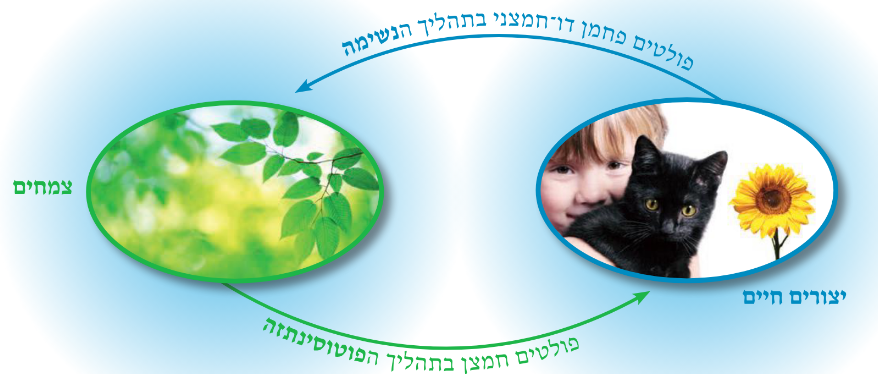 פולטים פחמן דו־חמצני בתהליך הנשימה
צמחים
יצורים חיים
פולטים חמצן בתהליך הפוטוסינתזה